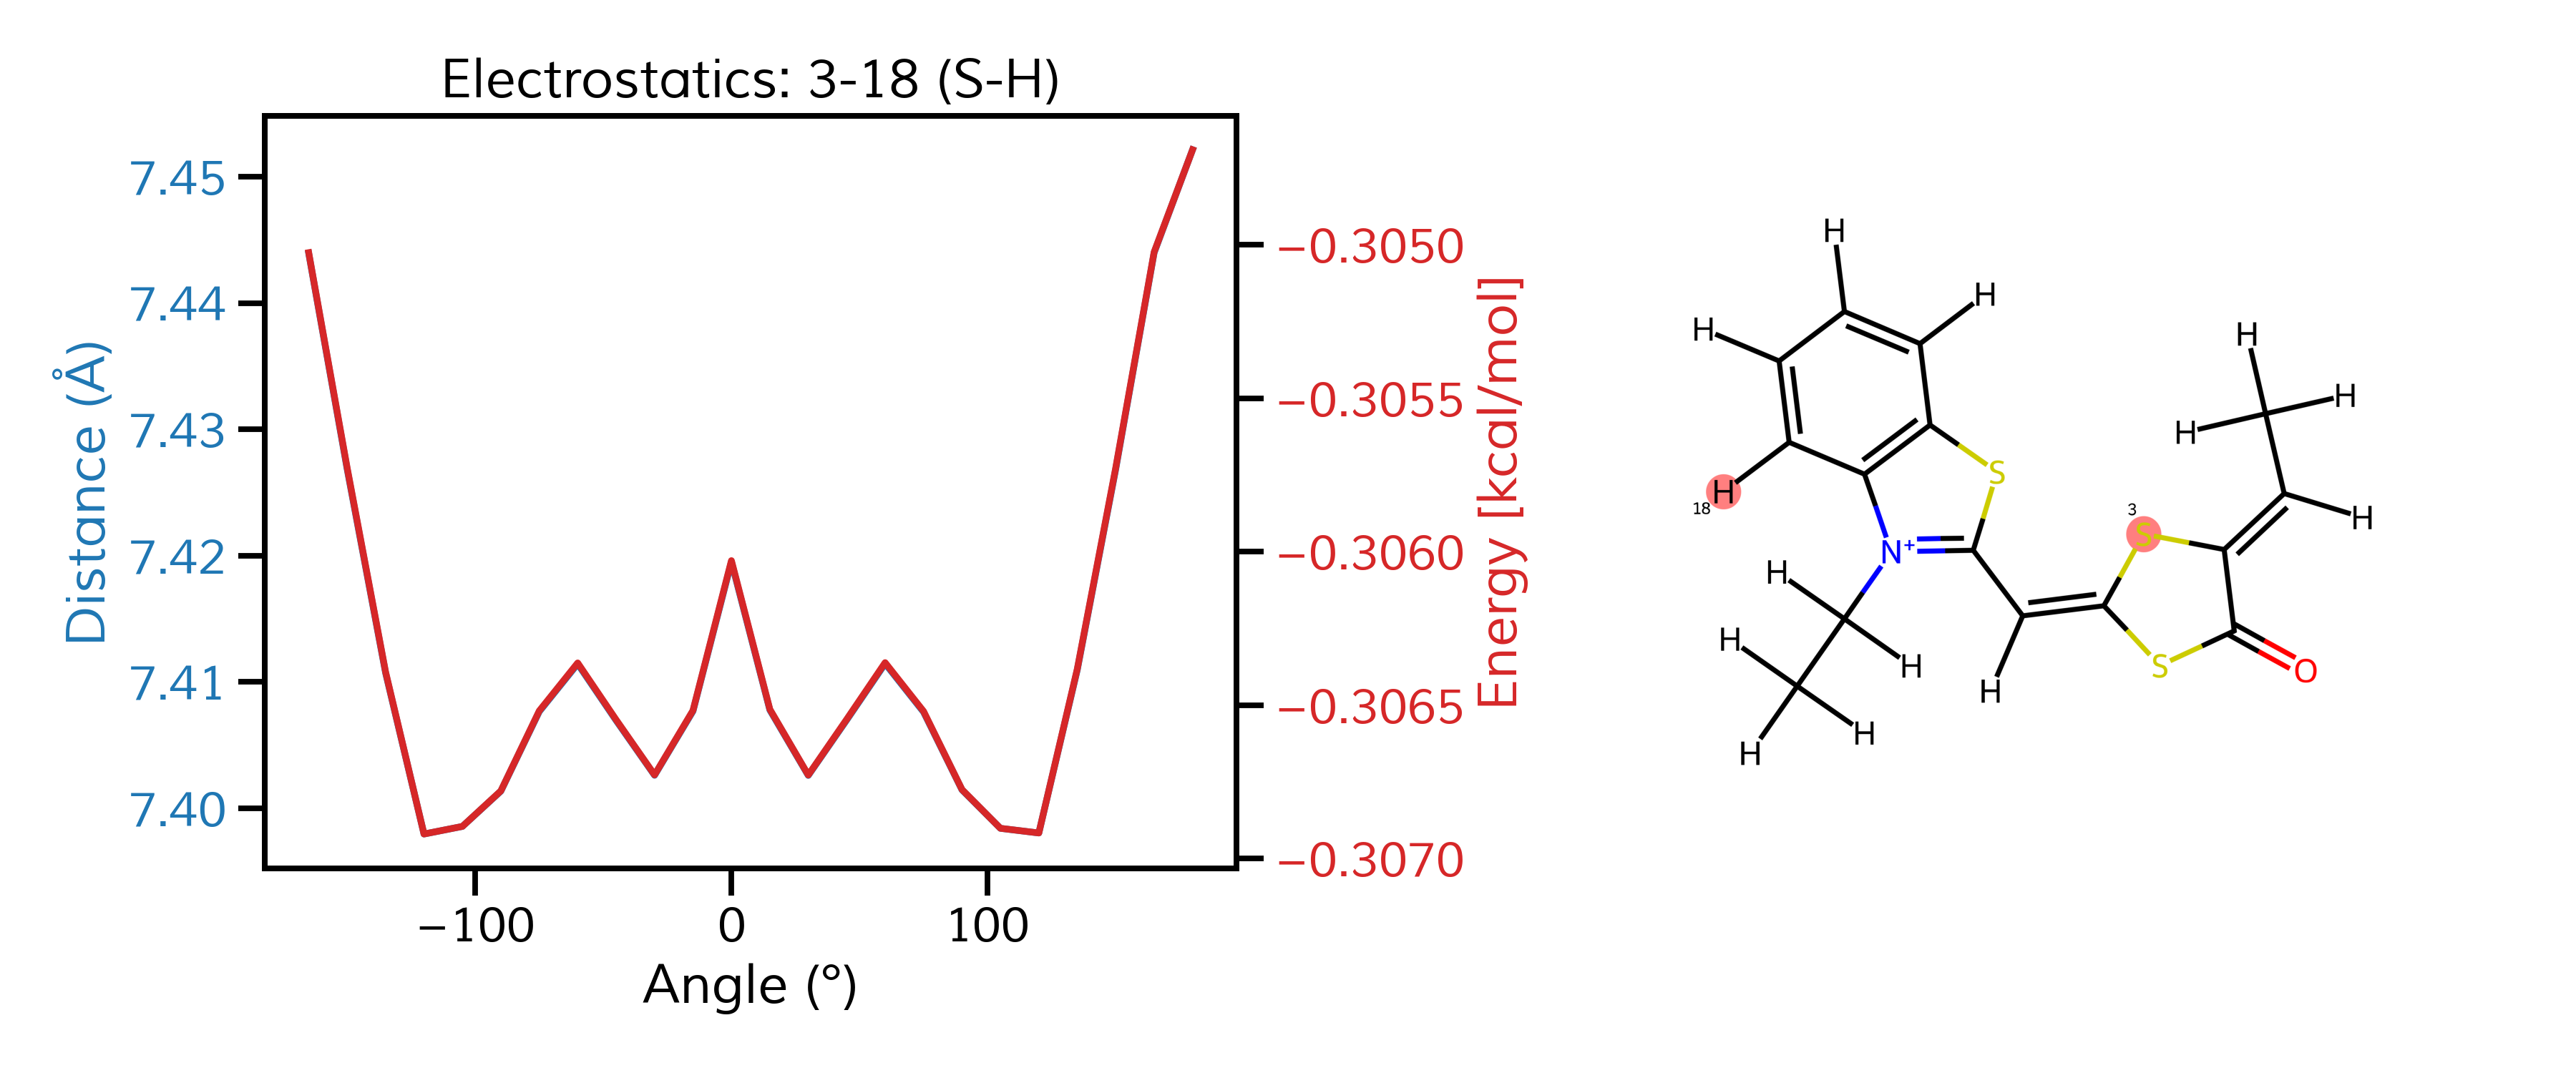 Electrostatics: 3-18 (S-H)
Distance (Å)
7.45
7.44
7.43
7.42
7.41
7.40
−100
0
100
Angle (°)
−0.3050
−0.3055
−0.3060
−0.3065
−0.3070
Energy [kcal/mol]
H
H
H
H
18
S
N+
H
H
H
H
H
H
3
S
S
O
H
H
H
H